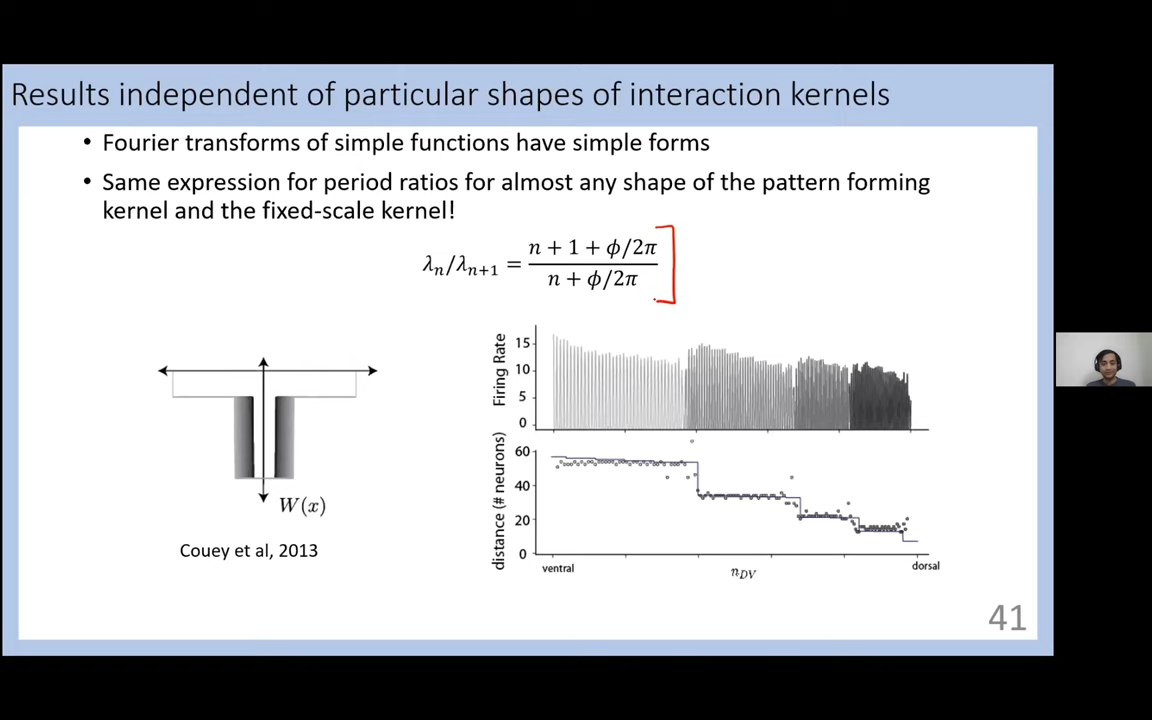 Results independent of particular shapes of interaction kernels
• Fourier transforms of simple functions have simple forms
• Same expression for period ratios for almost any shape of the pattern forming
kernel and the fixed-scale kernel!
λₙ/λₙ₊₁ = (n + 1 + ϕ/2π)/(n + ϕ/2π)
W(x)
Couey et al, 2013
Firing Rate
15
10
5
0
distance (# neurons)
60
40
20
0
ventral
n_DV
dorsal
41